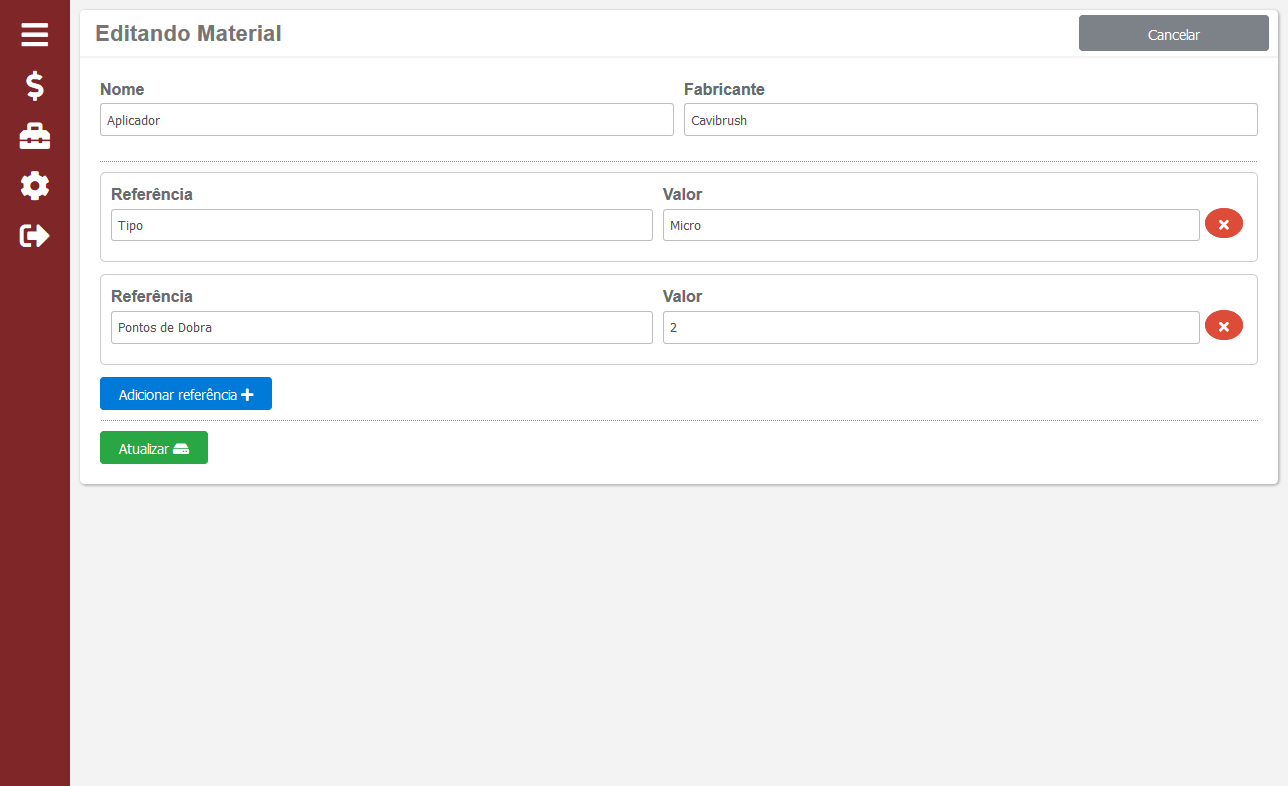 Editando Material
Cancelar
Nome
Fabricante
Aplicador
Cavibrush
Referência
Valor
Tipo
Micro
Referência
Valor
Pontos de Dobra
2
Adicionar referência
Atualizar